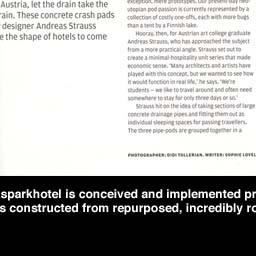 Austria, let the drain take the
rain. These concrete crash pads
designer Andreas Strauss
e the shape of hotels to come
exception, mere prototypes. Our present-day neo-
utopian pod passion is currently represented by a
collection of costly one-offs, each with more bugs
than a tent by a Finnish lake.
Hooray, then, for Austrian art college graduate
Andreas Strauss, who has approached the subject
from a more practical angle. Strauss set out to
create a minimal-hospitality unit series that made
economic sense. 'Many architects and artists have
played with this concept, but we wanted to see how
it would function in real life,' he says. 'We're
students – we like to travel around and often need
somewhere to stay for only three days or so.'
Strauss hit on the idea of taking sections of large
concrete drainage pipes and fitting them out as
individual sleeping spaces for passing travellers.
The three pipe-pods are grouped together in a
PHOTOGRAPHER: DIDI TOLLERIAN, WRITER: SOPHIE LOVEL
sparkhotel is conceived and implemented pr
s constructed from repurposed, incredibly ro